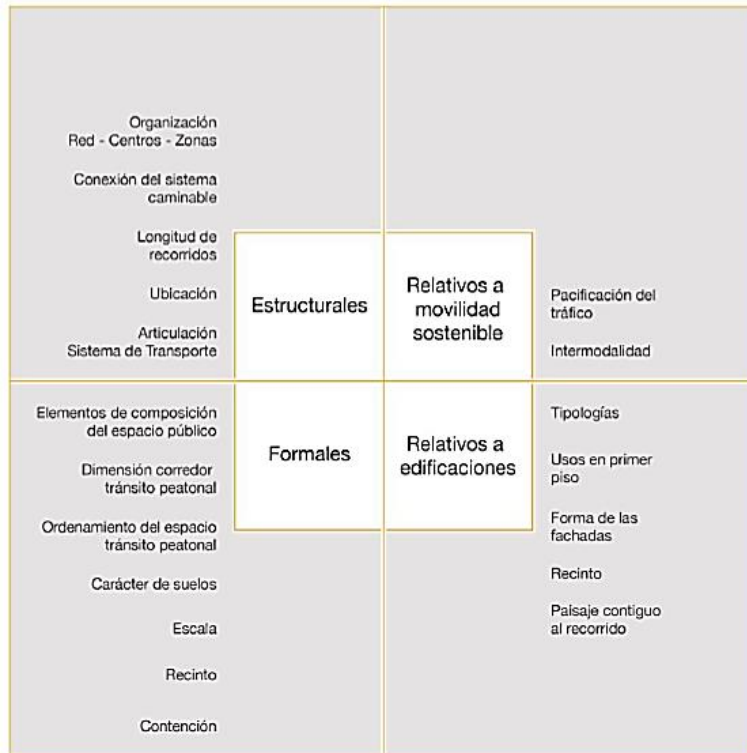 Organización
Red - Centros - Zonas
Conexión del sistema
caminable
Longitud de
recorridos
Ubicación
Articulación
Sistema de Transporte
Estructurales
Relativos a
movilidad
sostenible
Pacificación del
tráfico
Intermodalidad
Elementos de composición
del espacio público
Dimensión corredor
tránsito peatonal
Ordenamiento del espacio
tránsito peatonal
Carácter de suelos
Escala
Recinto
Contención
Formales
Relativos a
edificaciones
Tipologías
Usos en primer
piso
Forma de las
fachadas
Recinto
Paisaje contiguo
al recorrido